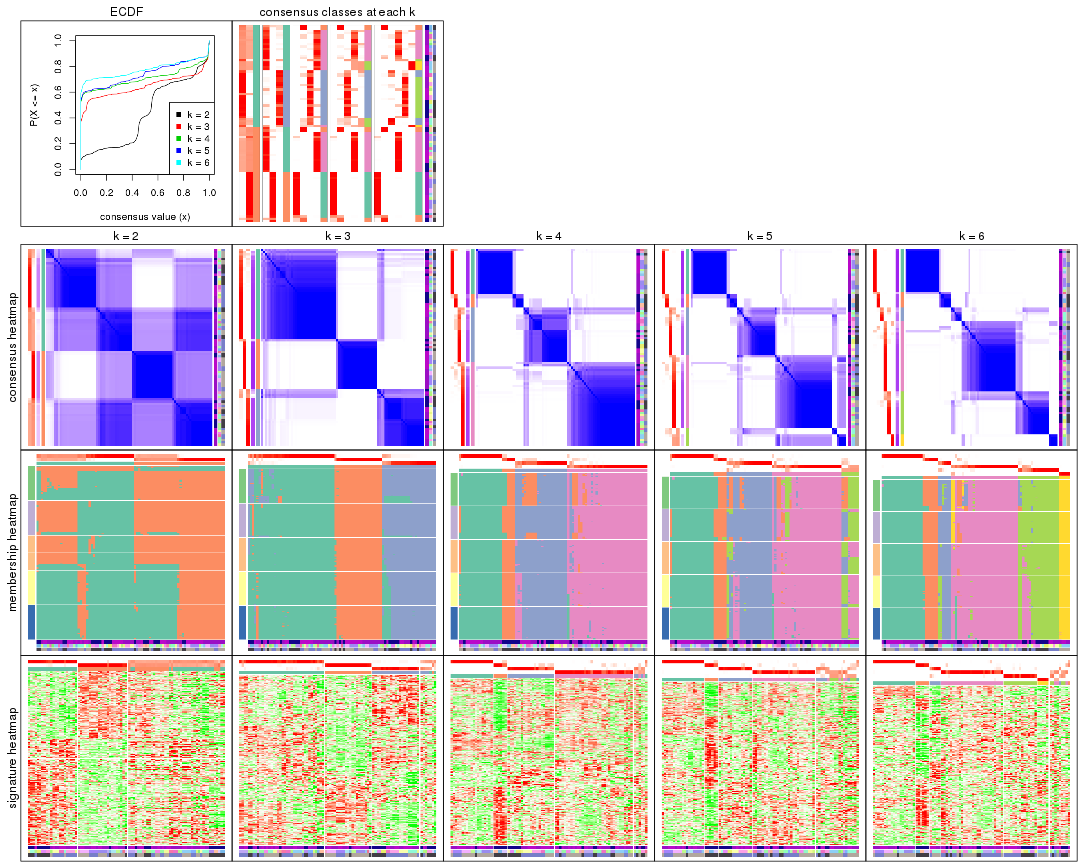 ECDF
consensus classes at each k
P(X <= x)
0.0 0.2 0.4 0.6 0.8 1.0
k = 2
k = 3
k = 4
k = 5
k = 6
0.0 0.2 0.4 0.6 0.8 1.0
consensus value (x)
k = 2
k = 3
k = 4
k = 5
k = 6
consensus heatmap
membership heatmap
signature heatmap